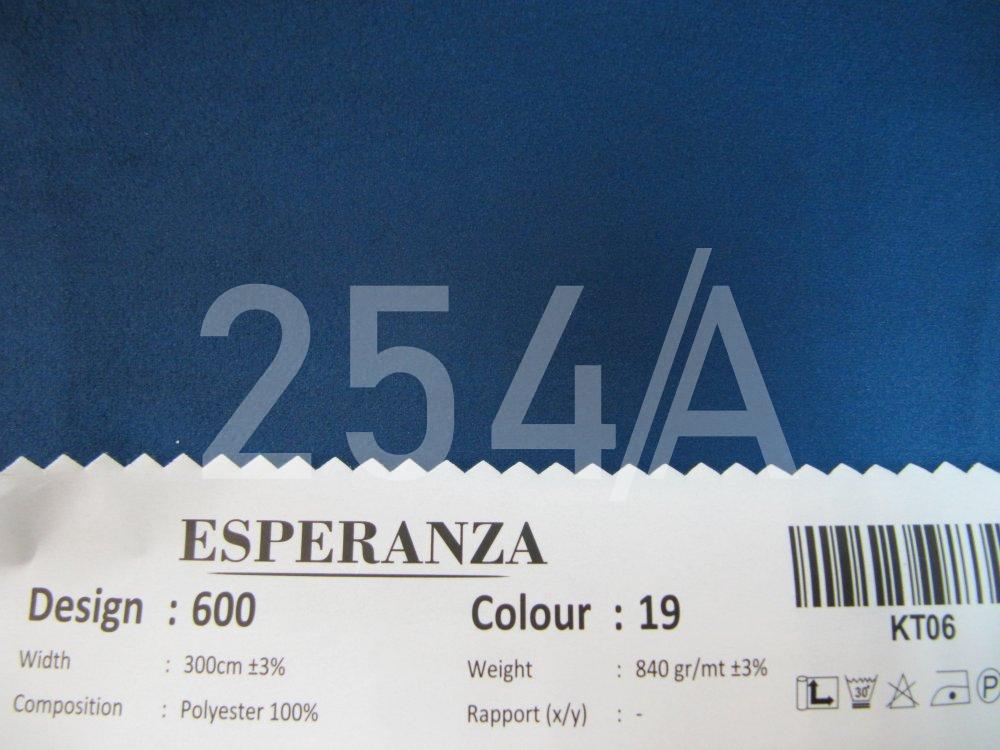 254/A
ESPERANZA
Design : 600
Colour : 19
KT06
Width : 300cm ±3%
Weight : 840 gr/mt ±3%
30°
P
Composition : Polyester 100%
Rapport (x/y) : -